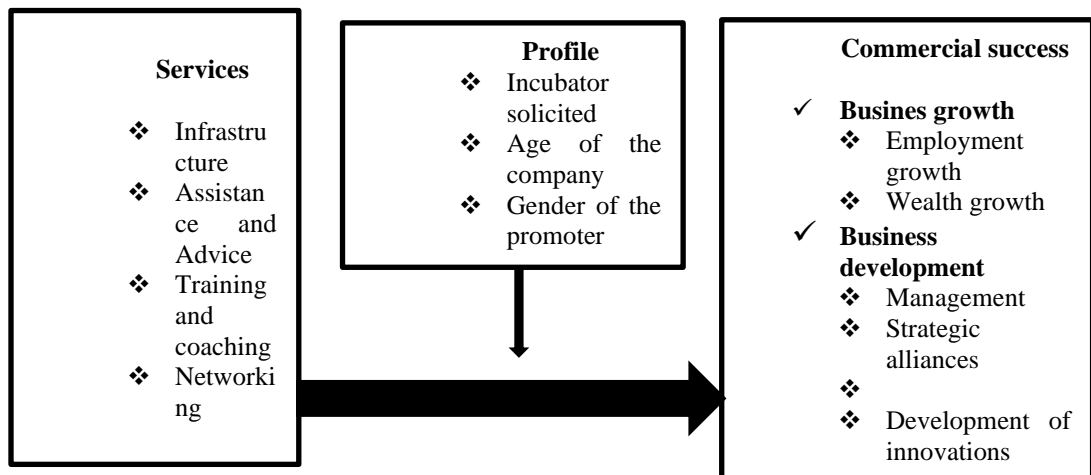 Services
❖ Infrastru
cture
❖ Assistan
ce and
Advice
❖ Training
and
coaching
❖ Networki
ng
Profile
❖ Incubator
solicited
❖ Age of the
company
❖ Gender of the
promoter
Commercial success
✓ Busines growth
❖ Employment
growth
❖ Wealth growth
✓ Business
development
❖ Management
❖ Strategic
alliances
❖
❖ Development of
innovations